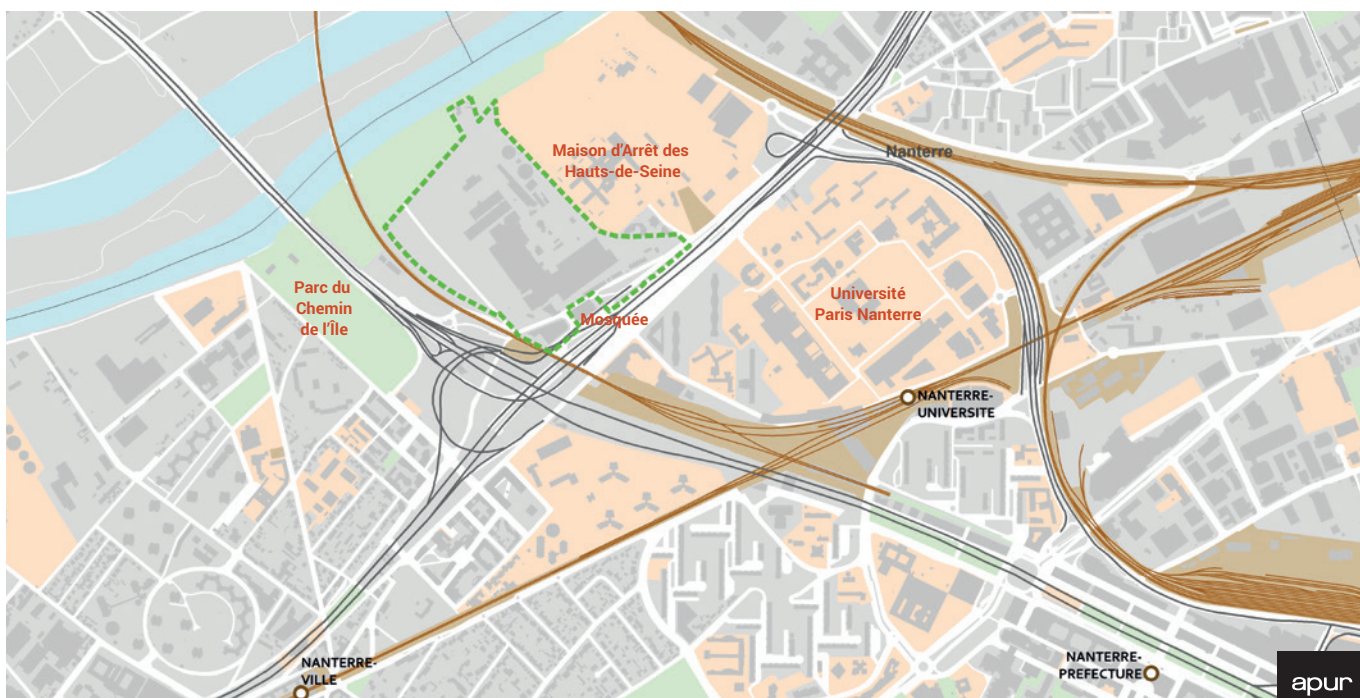 Maison d'Arrêt des
Hauts-de-Seine
Nanterre
Parc du
Chemin
de l'Île
Mosquée
Université
Paris Nanterre
NANTERRE-
UNIVERSITE
NANTERRE-
VILLE
NANTERRE-
PREFECTURE
apur